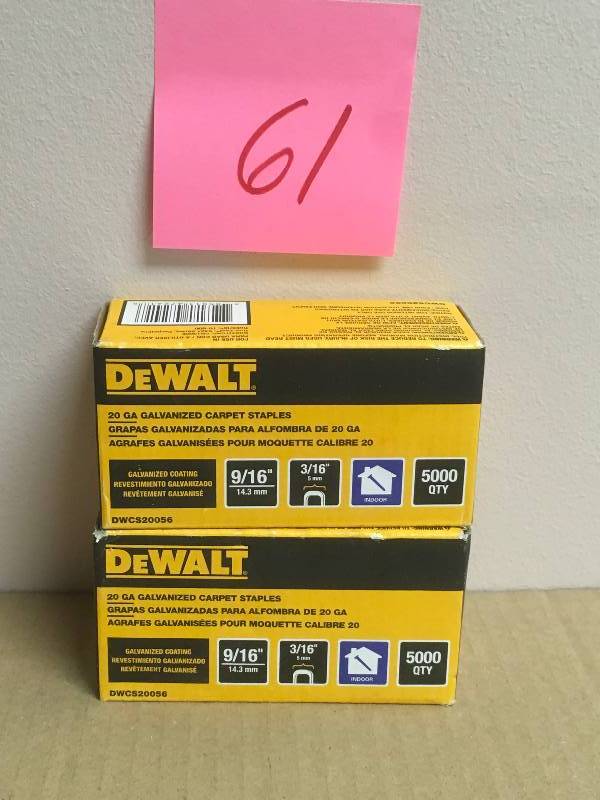 61
DEWALT
20 GA GALVANIZED CARPET STAPLES
GRAPAS GALVANIZADAS PARA ALFOMBRA DE 20 GA
AGRAFES GALVANISÉES POUR MOQUETTE CALIBRE 20
GALVANIZED COATING
REVESTIMIENTO GALVANIZADO
REVÊTEMENT GALVANISÉ
9/16"
14.3 mm
3/16"
5 mm
INDOOR
5000
QTY
DWCS20056
DEWALT
20 GA GALVANIZED CARPET STAPLES
GRAPAS GALVANIZADAS PARA ALFOMBRA DE 20 GA
AGRAFES GALVANISÉES POUR MOQUETTE CALIBRE 20
GALVANIZED COATING
REVESTIMIENTO GALVANIZADO
REVÊTEMENT GALVANISÉ
9/16"
14.3 mm
3/16"
5 mm
INDOOR
5000
QTY
DWCS20056